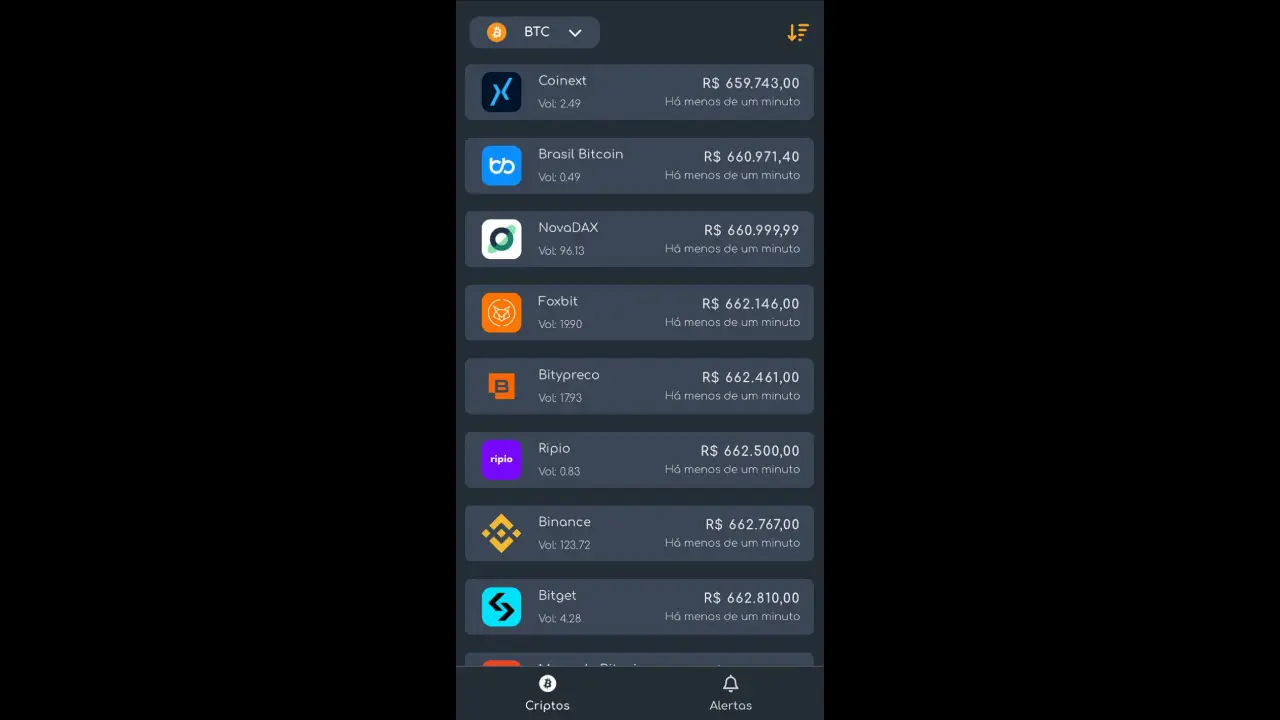 BTC
Coinext
R$ 659.743,00
Vol: 2.49
Há menos de um minuto
Brasil Bitcoin
R$ 660.971,40
Vol: 0.49
Há menos de um minuto
NovaDAX
R$ 660.999,99
Vol: 96.13
Há menos de um minuto
Foxbit
R$ 662.146,00
Vol: 19.90
Há menos de um minuto
Bitypreco
R$ 662.461,00
Vol: 17.93
Há menos de um minuto
ripio
Ripio
R$ 662.500,00
Vol: 0.83
Há menos de um minuto
Binance
R$ 662.767,00
Vol: 123.72
Há menos de um minuto
Bitget
R$ 662.810,00
Vol: 4.28
Há menos de um minuto
Criptos
Alertas